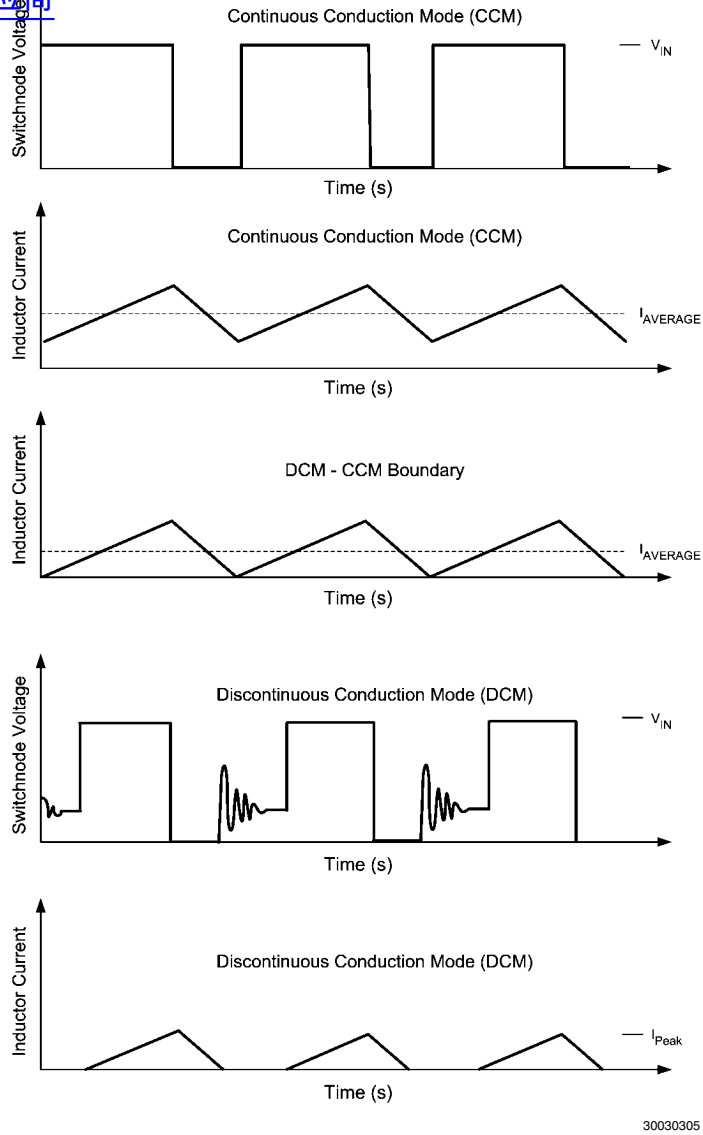 Continuous Conduction Mode (CCM)
Switchnode Voltage
V_IN
Time (s)
Continuous Conduction Mode (CCM)
Inductor Current
I_AVERAGE
Time (s)
DCM - CCM Boundary
Inductor Current
I_AVERAGE
Time (s)
Discontinuous Conduction Mode (DCM)
Switchnode Voltage
V_IN
Time (s)
Discontinuous Conduction Mode (DCM)
Inductor Current
I_Peak
Time (s)
30030305